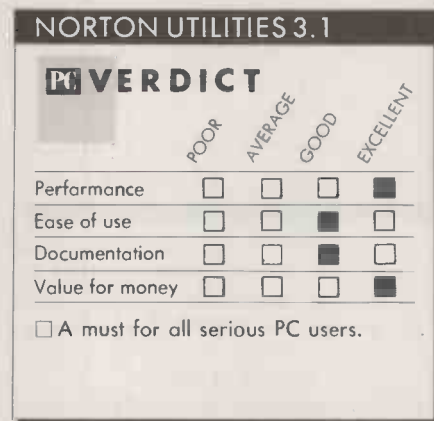 NORTON UTILITIES 3.1
PC VERDICT
POOR AVERAGE GOOD EXCELLENT
Performance
Ease of use
Documentation
Value for money
A must for all serious PC users.